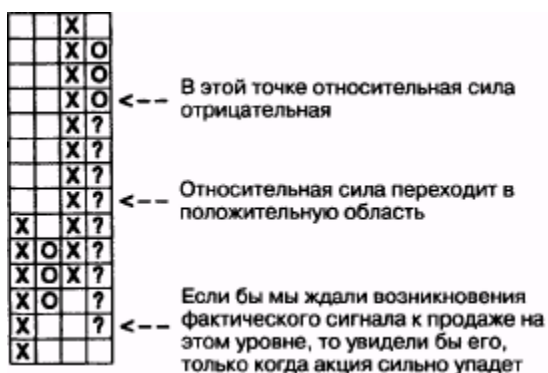 X
X O
X O
X O <--
В этой точке относительная сила
отрицательная
X ?
X ?
X ?
X ? <--
Относительная сила переходит в
положительную область
X X ?
X O X ?
X O X ?
X O ?
X ? <--
X
Если бы мы ждали возникновения
фактического сигнала к продаже на
этом уровне, то увидели бы его,
только когда акция сильно упадет